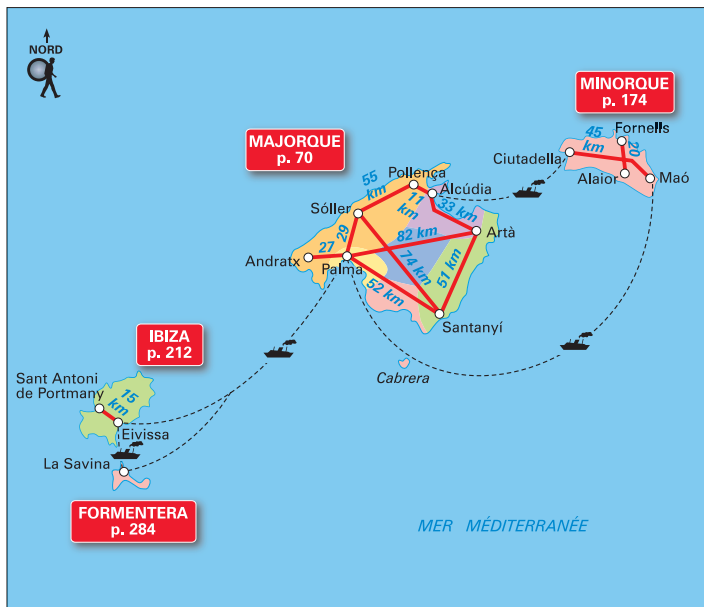 NORD
MINORQUE
p. 174
45
km
Fornells
20
Ciutadella
Alaior
Maó
MAJORQUE
p. 70
Pollença
55
km
11
km
Alcúdia
33 km
Sóller
Artà
29
82 km
27
Andratx
Palma
74 km
51 km
52 km
Santanyí
Cabrera
IBIZA
p. 212
Sant Antoni
de Portmany
15
km
Eivissa
La Savina
FORMENTERA
p. 284
MER MÉDITERRANÉE